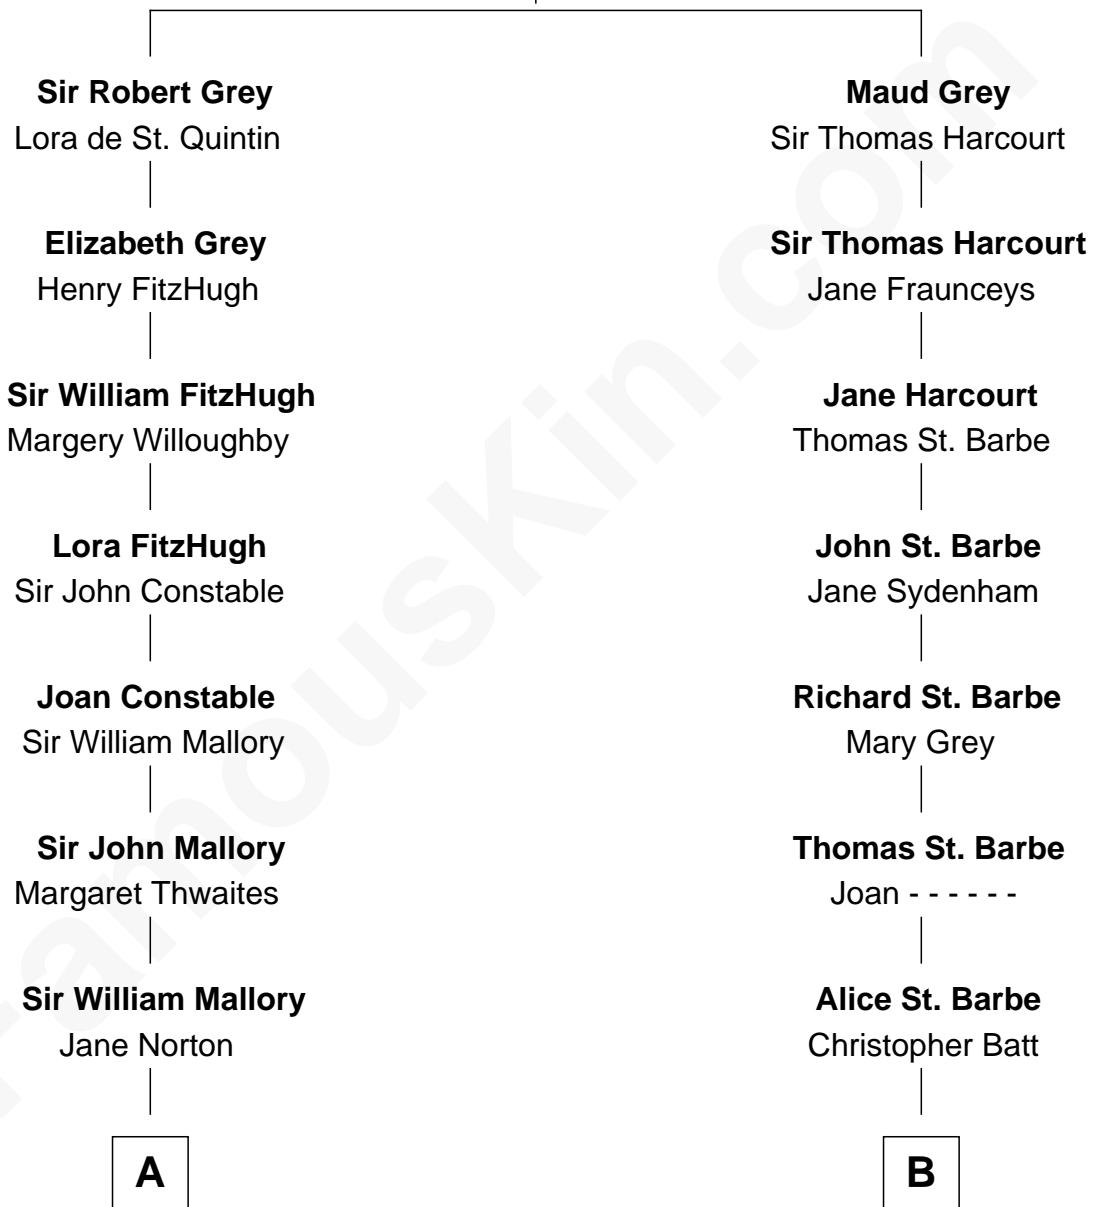 Sir Robert Grey
Lora de St. Quintin
Elizabeth Grey
Henry FitzHugh
Sir William FitzHugh
Margery Willoughby
Lora FitzHugh
Sir John Constable
Joan Constable
Sir William Mallory
Sir John Mallory
Margaret Thwaites
Sir William Mallory
Jane Norton
A
Maud Grey
Sir Thomas Harcourt
Sir Thomas Harcourt
Jane Fraunceys
Jane Harcourt
Thomas St. Barbe
John St. Barbe
Jane Sydenham
Richard St. Barbe
Mary Grey
Thomas St. Barbe
Joan - - - - - -
Alice St. Barbe
Christopher Batt
B
FamousKin.com